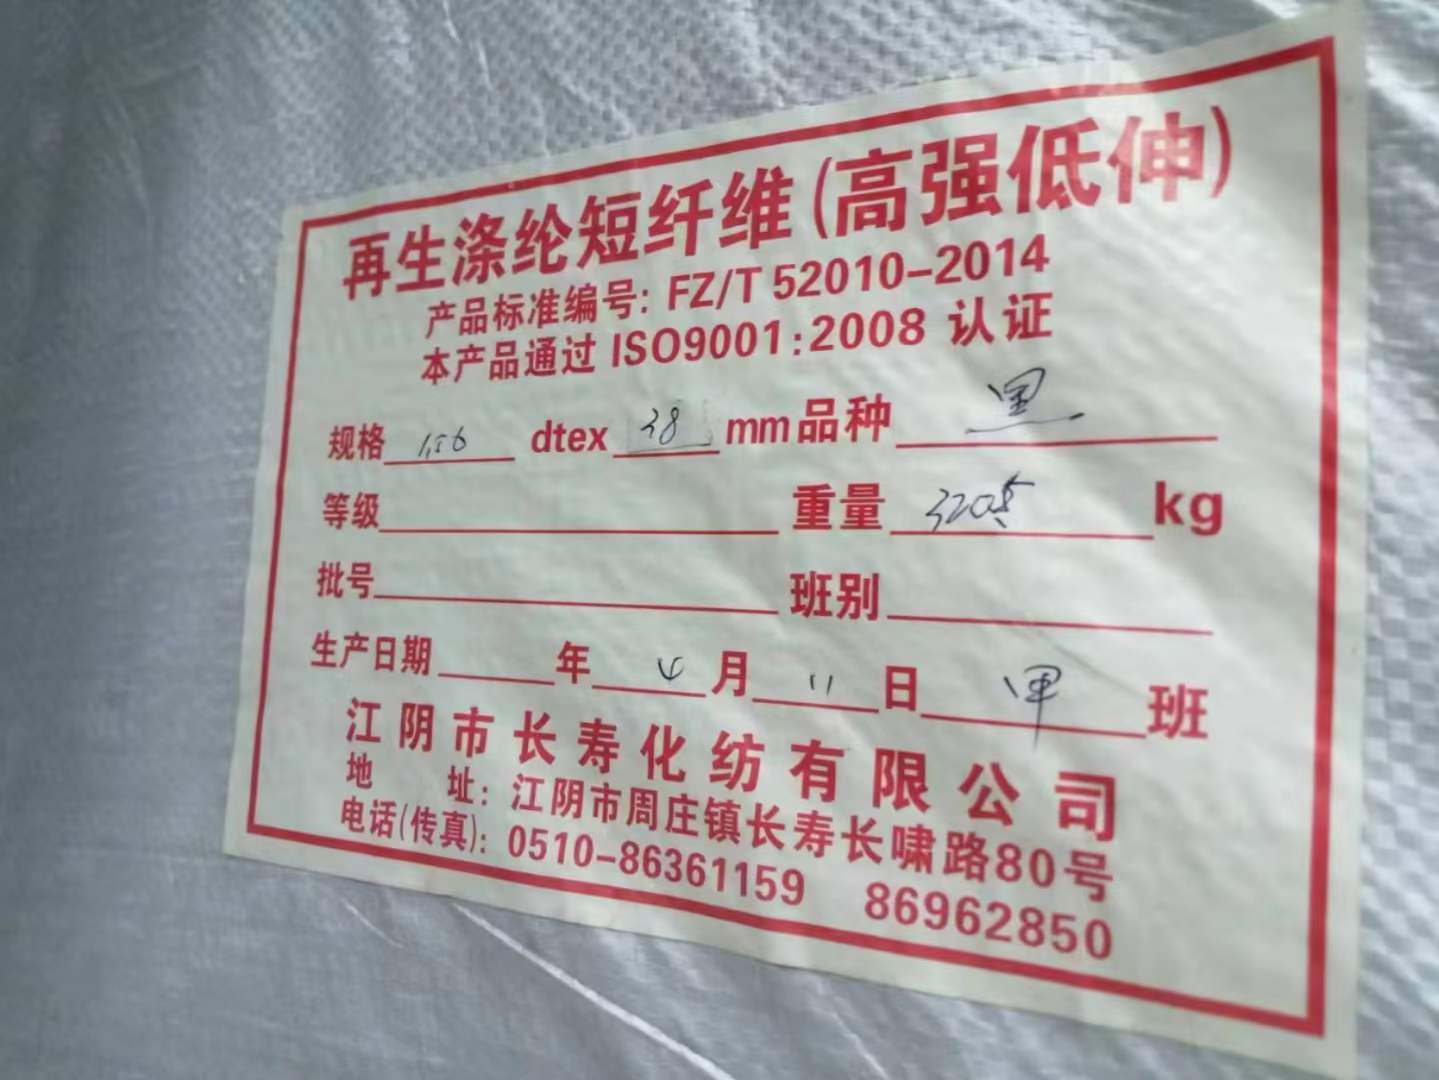 再生涤纶短纤维(高强低伸)
产品标准编号: FZ/T 52010-2014
本产品通过 ISO9001:2008 认证
规格 1.56 dtex 38 mm 品种 黑
等级 重量 kg
批号 班别
生产日期 年 4 月 11 日 甲 班
江阴市长寿化纺有限公司
地 址: 江阴市周庄镇长寿长啸路80号
电话(传真): 0510-86361159 86962850